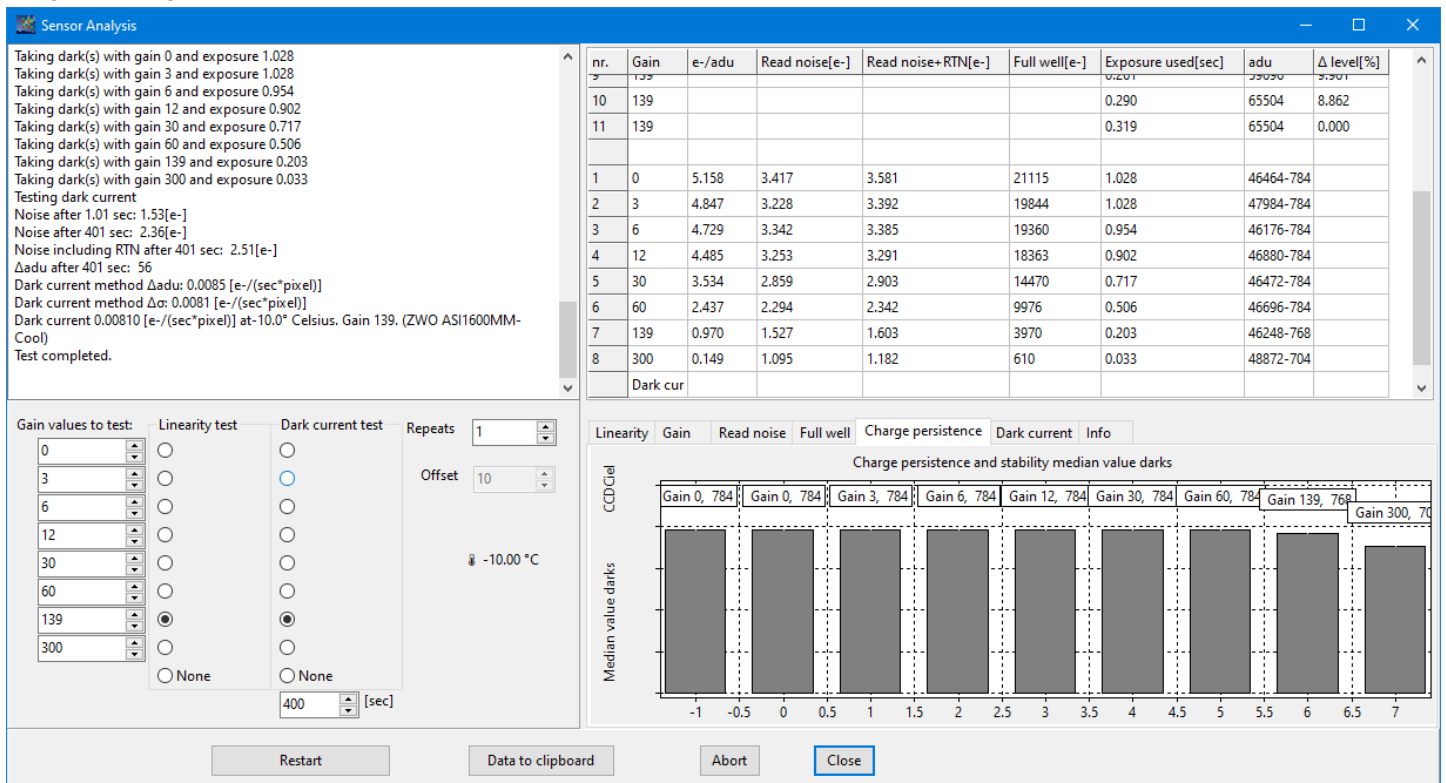 Sensor Analysis
Taking dark(s) with gain 0 and exposure 1.028
Taking dark(s) with gain 3 and exposure 1.028
Taking dark(s) with gain 6 and exposure 0.954
Taking dark(s) with gain 12 and exposure 0.902
Taking dark(s) with gain 30 and exposure 0.717
Taking dark(s) with gain 60 and exposure 0.506
Taking dark(s) with gain 139 and exposure 0.203
Taking dark(s) with gain 300 and exposure 0.033
Testing dark current
Noise after 1.01 sec: 1.53[e-]
Noise after 401 sec:  2.36[e-]
Noise including RTN after 401 sec:  2.51[e-]
Δadu after 401 sec:  56
Dark current method Δadu: 0.0085 [e-/(sec*pixel)]
Dark current method Δσ: 0.0081 [e-/(sec*pixel)]
Dark current 0.00810 [e-/(sec*pixel)] at-10.0° Celsius. Gain 139. (ZWO ASI1600MM-
Cool)
Test completed.
nr. Gain e-/adu Read noise[e-] Read noise+RTN[e-] Full well[e-] Exposure used[sec] adu Δ level[%]
10 139 0.290 65504 8.862
11 139 0.319 65504 0.000
1 0 5.158 3.417 3.581 21115 1.028 46464-784
2 3 4.847 3.228 3.392 19844 1.028 47984-784
3 6 4.729 3.342 3.385 19360 0.954 46176-784
4 12 4.485 3.253 3.291 18363 0.902 46880-784
5 30 3.534 2.859 2.903 14470 0.717 46472-784
6 60 2.437 2.294 2.342 9976 0.506 46696-784
7 139 0.970 1.527 1.603 3970 0.203 46248-768
8 300 0.149 1.095 1.182 610 0.033 48872-704
Dark cur
Gain values to test: Linearity test Dark current test Repeats 1
0
3 Offset 10
6
12
30 -10.00 °C
60
139
300
None None
400 [sec]
Linearity Gain Read noise Full well Charge persistence Dark current Info
Charge persistence and stability median value darks
CCDCiel
Median value darks
Gain 0, 784 Gain 0, 784 Gain 3, 784 Gain 6, 784 Gain 12, 784 Gain 30, 784 Gain 60, 784 Gain 139, 768 Gain 300, 70
-1 -0.5 0 0.5 1 1.5 2 2.5 3 3.5 4 4.5 5 5.5 6 6.5 7
Restart Data to clipboard Abort Close